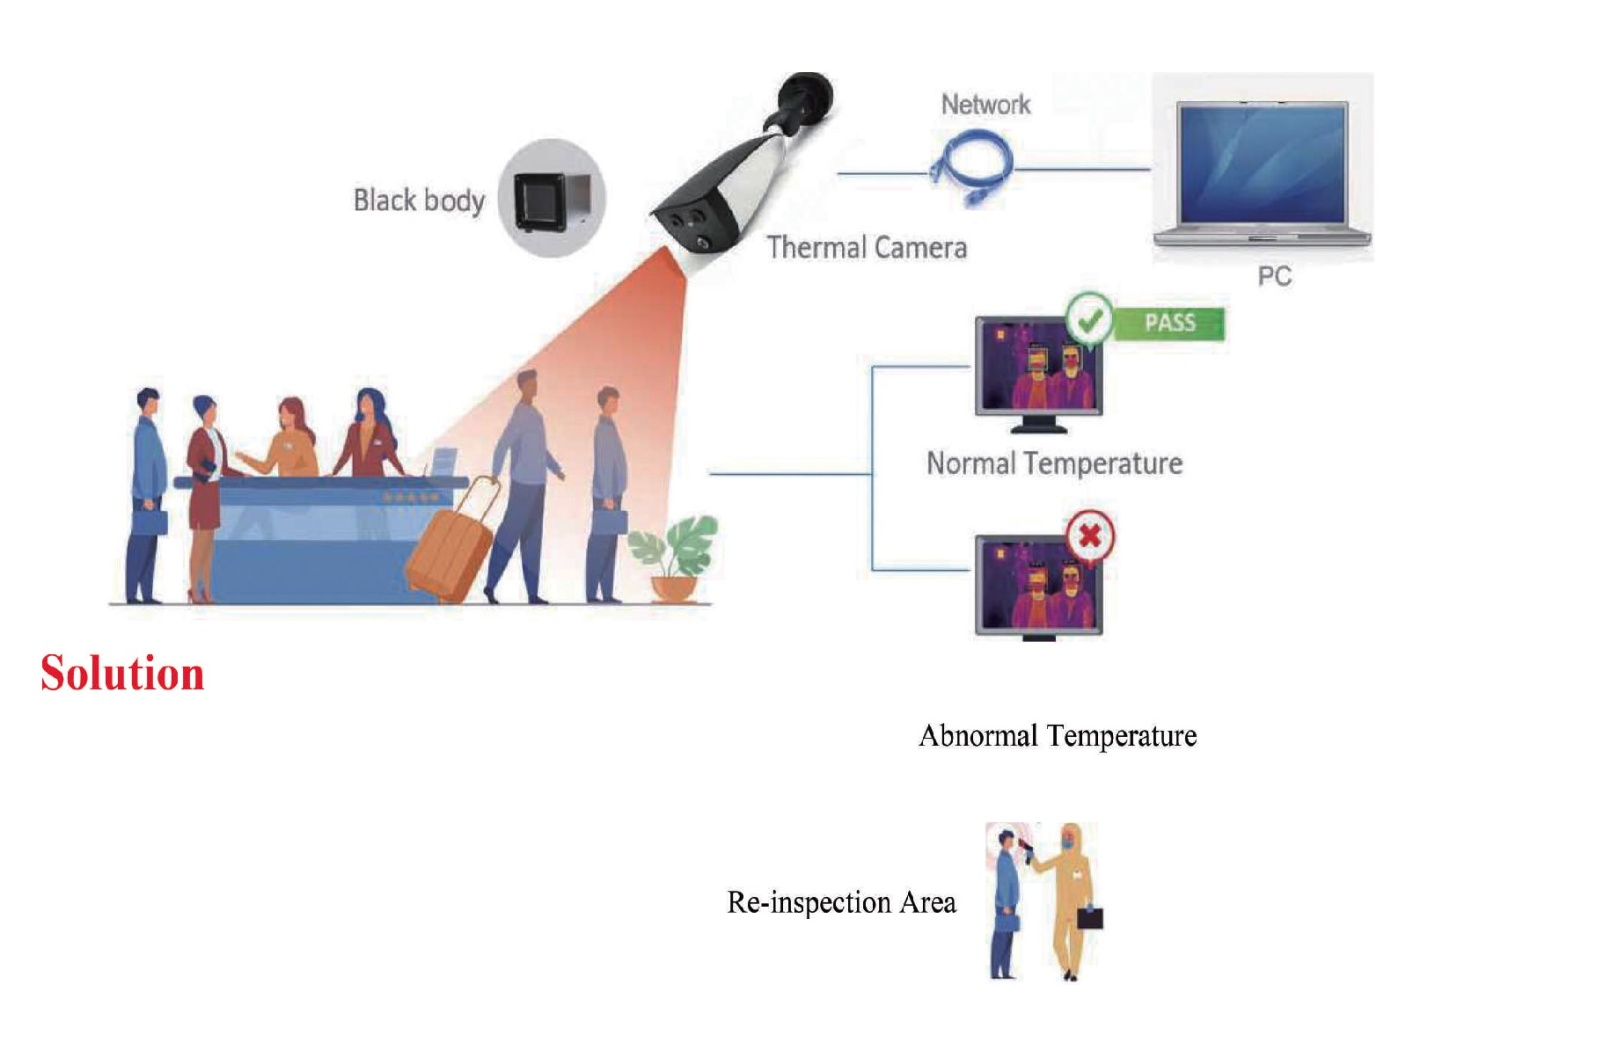 Network
Black body
Thermal Camera
PC
PASS
Normal Temperature
Solution
Abnormal Temperature
Re-inspection Area